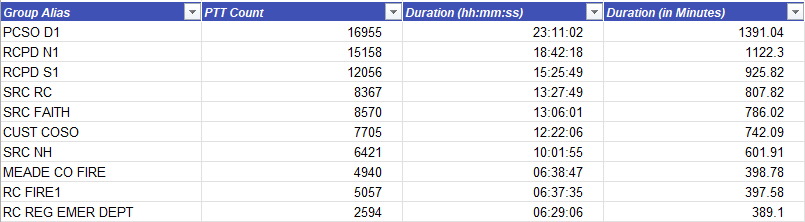 Group Alias PTT Count Duration (hh:mm:ss) Duration (in Minutes)
PCSO D1 16955 23:11:02 1391.04
RCPD N1 15158 18:42:18 1122.3
RCPD S1 12056 15:25:49 925.82
SRC RC 8367 13:27:49 807.82
SRC FAITH 8570 13:06:01 786.02
CUST COSO 7705 12:22:06 742.09
SRC NH 6421 10:01:55 601.91
MEADE CO FIRE 4940 06:38:47 398.78
RC FIRE1 5057 06:37:35 397.58
RC REG EMER DEPT 2594 06:29:06 389.1